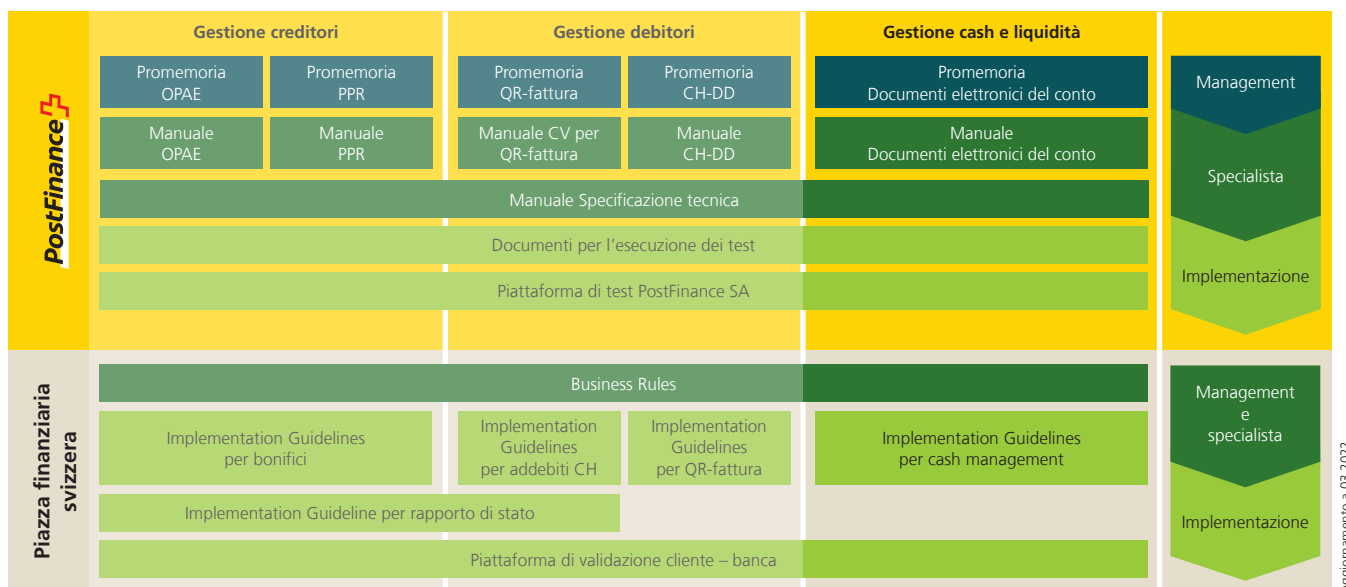 Gestione creditori
Gestione debitori
Gestione cash e liquidità
PostFinance
Promemoria
OPAE
Promemoria
PPR
Promemoria
QR-fattura
Promemoria
CH-DD
Promemoria
Documenti elettronici del conto
Management
Manuale
OPAE
Manuale
PPR
Manuale CV per
QR-fattura
Manuale
CH-DD
Manuale
Documenti elettronici del conto
Specialista
Manuale Specificazione tecnica
Documenti per l’esecuzione dei test
Implementazione
Piattaforma di test PostFinance SA
Piazza finanziaria
svizzera
Business Rules
Management
e
specialista
Implementation Guidelines
per bonifici
Implementation
Guidelines
per addebiti CH
Implementation
Guidelines
per QR-fattura
Implementation Guidelines
per cash management
Implementation Guideline per rapporto di stato
Implementazione
Piattaforma di validazione cliente – banca
aggiornamento a 03.2022